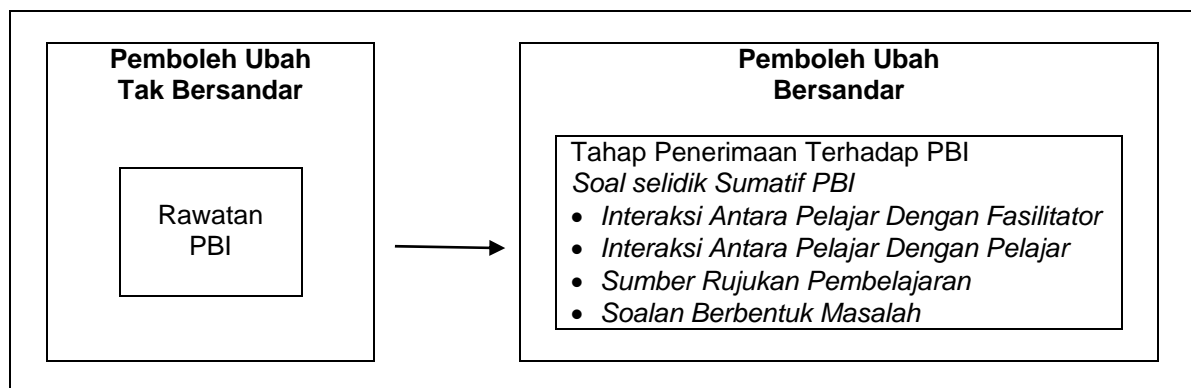 Pemboleh Ubah
Tak Bersandar
Rawatan
PBI
Pemboleh Ubah
Bersandar
Tahap Penerimaan Terhadap PBI
Soal selidik Sumatif PBI
• Interaksi Antara Pelajar Dengan Fasilitator
• Interaksi Antara Pelajar Dengan Pelajar
• Sumber Rujukan Pembelajaran
• Soalan Berbentuk Masalah